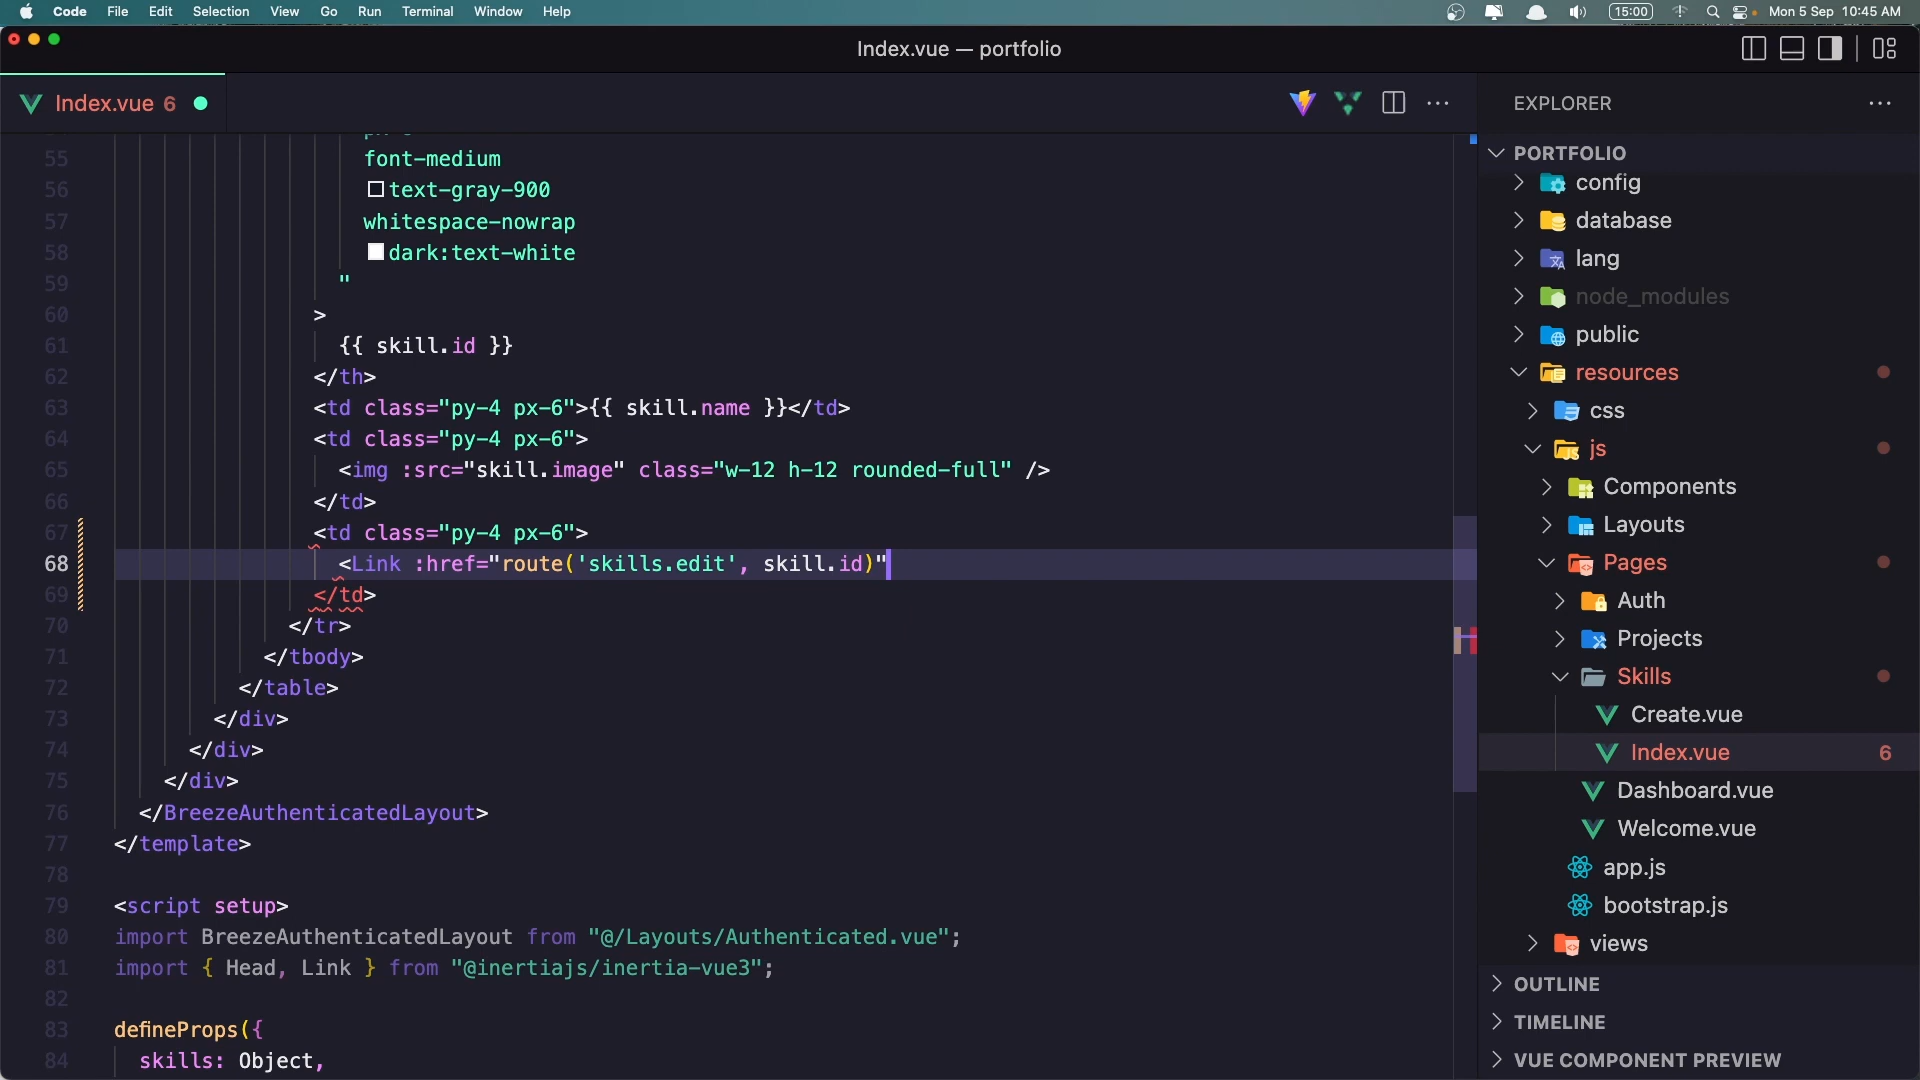 Code File Edit Selection View Go Run Terminal Window Help 15:00 Mon 5 Sep 10:45 AM
Index.vue — portfolio
Index.vue 6
55 font-medium
56 text-gray-900
57 whitespace-nowrap
58 dark:text-white
59 "
60 >
61 {{ skill.id }}
62 </th>
63 <td class="py-4 px-6">{{ skill.name }}</td>
64 <td class="py-4 px-6">
65 <img :src="skill.image" class="w-12 h-12 rounded-full" />
66 </td>
67 <td class="py-4 px-6">
68 <Link :href="route('skills.edit', skill.id)"
69 </td>
70 </tr>
71 </tbody>
72 </table>
73 </div>
74 </div>
75 </div>
76 </BreezeAuthenticatedLayout>
77 </template>
78
79 <script setup>
80 import BreezeAuthenticatedLayout from "@/Layouts/Authenticated.vue";
81 import { Head, Link } from "@inertiajs/inertia-vue3";
82
83 defineProps({
84 skills: Object,
EXPLORER
PORTFOLIO
config
database
lang
node_modules
public
resources
css
js
Components
Layouts
Pages
Auth
Projects
Skills
Create.vue
Index.vue 6
Dashboard.vue
Welcome.vue
app.js
bootstrap.js
views
OUTLINE
TIMELINE
VUE COMPONENT PREVIEW